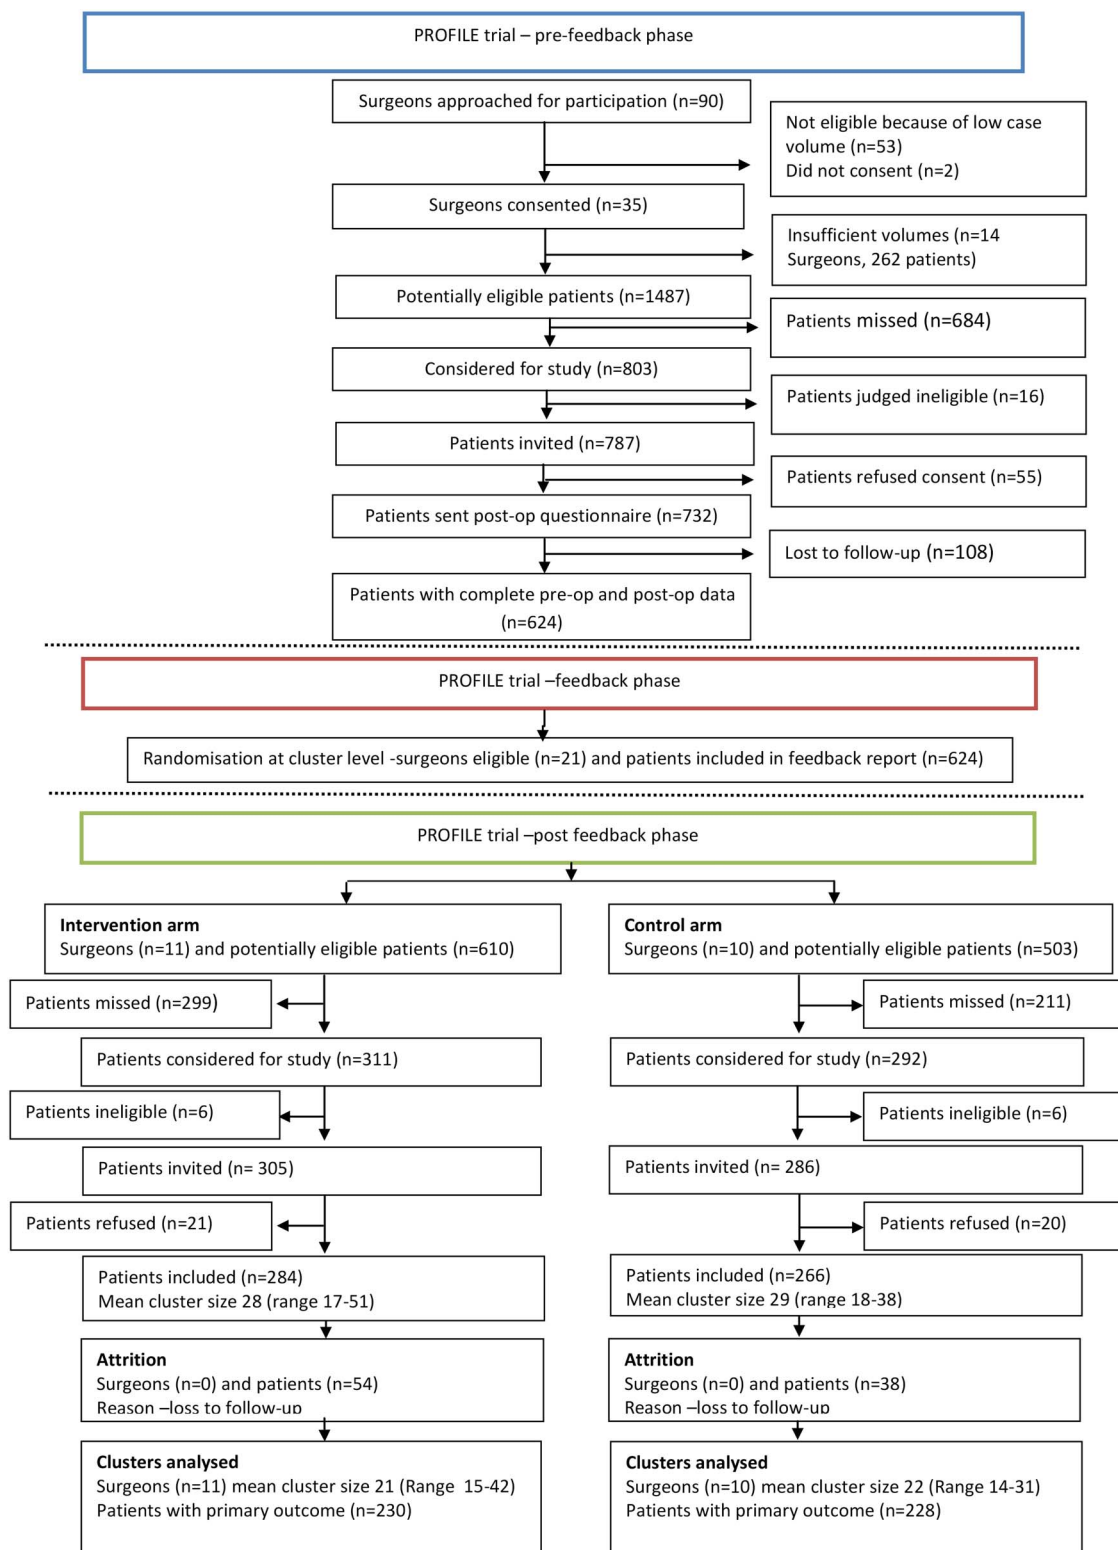 PROFILE trial – pre-feedback phase
Surgeons approached for participation (n=90)
Not eligible because of low case
volume (n=53)
Did not consent (n=2)
Surgeons consented (n=35)
Insufficient volumes (n=14
Surgeons, 262 patients)
Potentially eligible patients (n=1487)
Patients missed (n=684)
Considered for study (n=803)
Patients judged ineligible (n=16)
Patients invited (n=787)
Patients refused consent (n=55)
Patients sent post-op questionnaire (n=732)
Lost to follow-up (n=108)
Patients with complete pre-op and post-op data
(n=624)
PROFILE trial –feedback phase
Randomisation at cluster level -surgeons eligible (n=21) and patients included in feedback report (n=624)
PROFILE trial –post feedback phase
Intervention arm
Surgeons (n=11) and potentially eligible patients (n=610)
Control arm
Surgeons (n=10) and potentially eligible patients (n=503)
Patients missed (n=299)
Patients missed (n=211)
Patients considered for study (n=311)
Patients considered for study (n=292)
Patients ineligible (n=6)
Patients ineligible (n=6)
Patients invited (n= 305)
Patients invited (n= 286)
Patients refused (n=21)
Patients refused (n=20)
Patients included (n=284)
Mean cluster size 28 (range 17-51)
Patients included (n=266)
Mean cluster size 29 (range 18-38)
Attrition
Surgeons (n=0) and patients (n=54)
Reason –loss to follow-up
Attrition
Surgeons (n=0) and patients (n=38)
Reason –loss to follow-up
Clusters analysed
Surgeons (n=11) mean cluster size 21 (Range 15-42)
Patients with primary outcome (n=230)
Clusters analysed
Surgeons (n=10) mean cluster size 22 (Range 14-31)
Patients with primary outcome (n=228)